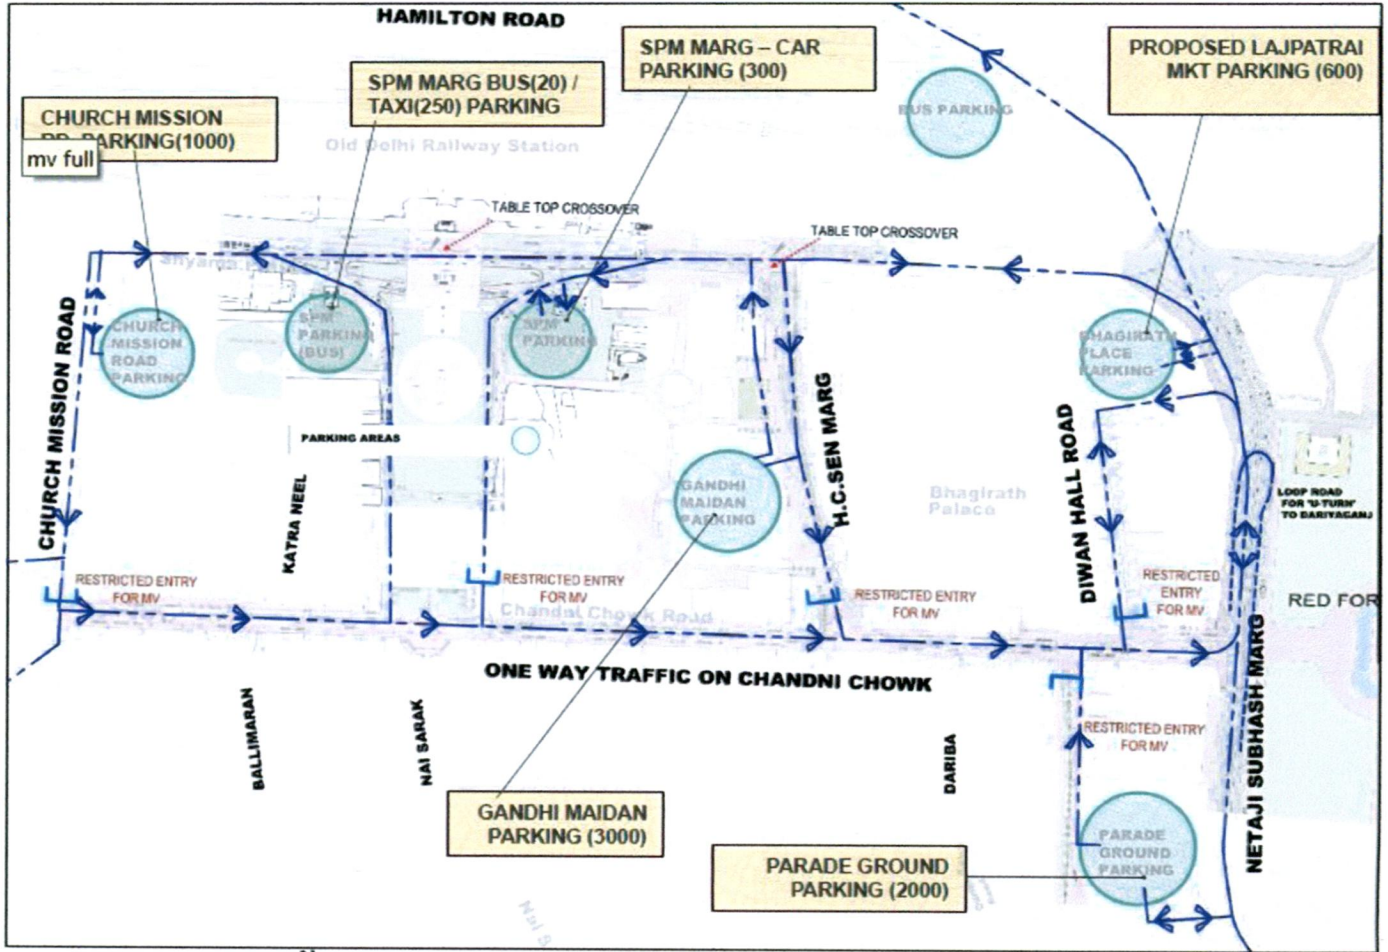 HAMILTON ROAD
SPM MARG – CAR
PARKING (300)
PROPOSED LAJPATRAI
MKT PARKING (600)
SPM MARG BUS(20) /
TAXI(250) PARKING
CHURCH MISSION
PARKING(1000)
mv full
BUS PARKING
Old Delhi Railway Station
TABLE TOP CROSSOVER
TABLE TOP CROSSOVER
CHURCH MISSION ROAD
CHURCH
MISSION
ROAD
PARKING
SPM
PARKING
(BUS)
SPM
PARKING
BHAGIRATH
PLACE
PARKING
PARKING AREAS
KATRA NEEL
GANDHI
MAIDAN
PARKING
H.C.SEN MARG
Bhagirath
Palace
DIWAN HALL ROAD
LOOP ROAD
FOR 'U-TURN'
TO DARIYAGANJ
RESTRICTED ENTRY
FOR MV
RESTRICTED ENTRY
FOR MV
RESTRICTED ENTRY
FOR MV
RESTRICTED
ENTRY
FOR MV
RED FOR
Chandni Chowk Road
ONE WAY TRAFFIC ON CHANDNI CHOWK
NETAJI SUBHASH MARG
BALLIMARAN
NAI SARAK
DARIBA
RESTRICTED ENTRY
FOR MV
GANDHI MAIDAN
PARKING (3000)
PARADE GROUND
PARKING (2000)
PARADE
GROUND
PARKING
Nai S